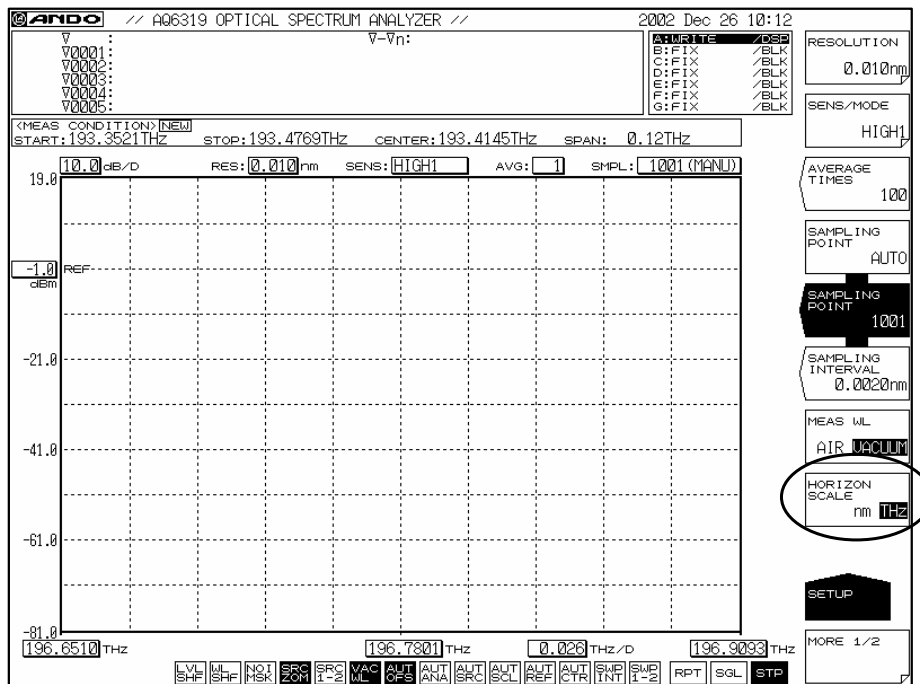 ANDO // AQ6319 OPTICAL SPECTRUM ANALYZER // 2002 Dec 26 10:12
∇ : ∇-∇n:
∇0001:
∇0002:
∇0003:
∇0004:
∇0005:
A:WRITE /DSP
B:FIX /BLK
C:FIX /BLK
D:FIX /BLK
E:FIX /BLK
F:FIX /BLK
G:FIX /BLK
<MEAS CONDITION> NEW
START:193.3521THz STOP:193.4769THz CENTER:193.4145THz SPAN: 0.12THz
10.0 dB/D RES: 0.010 nm SENS: HIGH1 AVG: 1 SMPL: 1001 (MANU)
19.0
-1.0 REF
dBm
-21.0
-41.0
-61.0
-81.0
196.6510 THz 196.7801 THz 0.026 THz/D 196.9093 THz
LVL SHF WL SHF NOI MSK SRC ZOM SRC 1-2 VAC WL AUT OFS AUT ANA AUT SRC AUT SCL AUT REF AUT CTR SWP INT SWP 1-2 RPT SGL STP
RESOLUTION
0.010nm
SENS/MODE
HIGH1
AVERAGE
TIMES
100
SAMPLING
POINT
AUTO
SAMPLING
POINT
1001
SAMPLING
INTERVAL
0.0020nm
MEAS WL
AIR VACUUM
HORIZON
SCALE
nm THz
SETUP
MORE 1/2